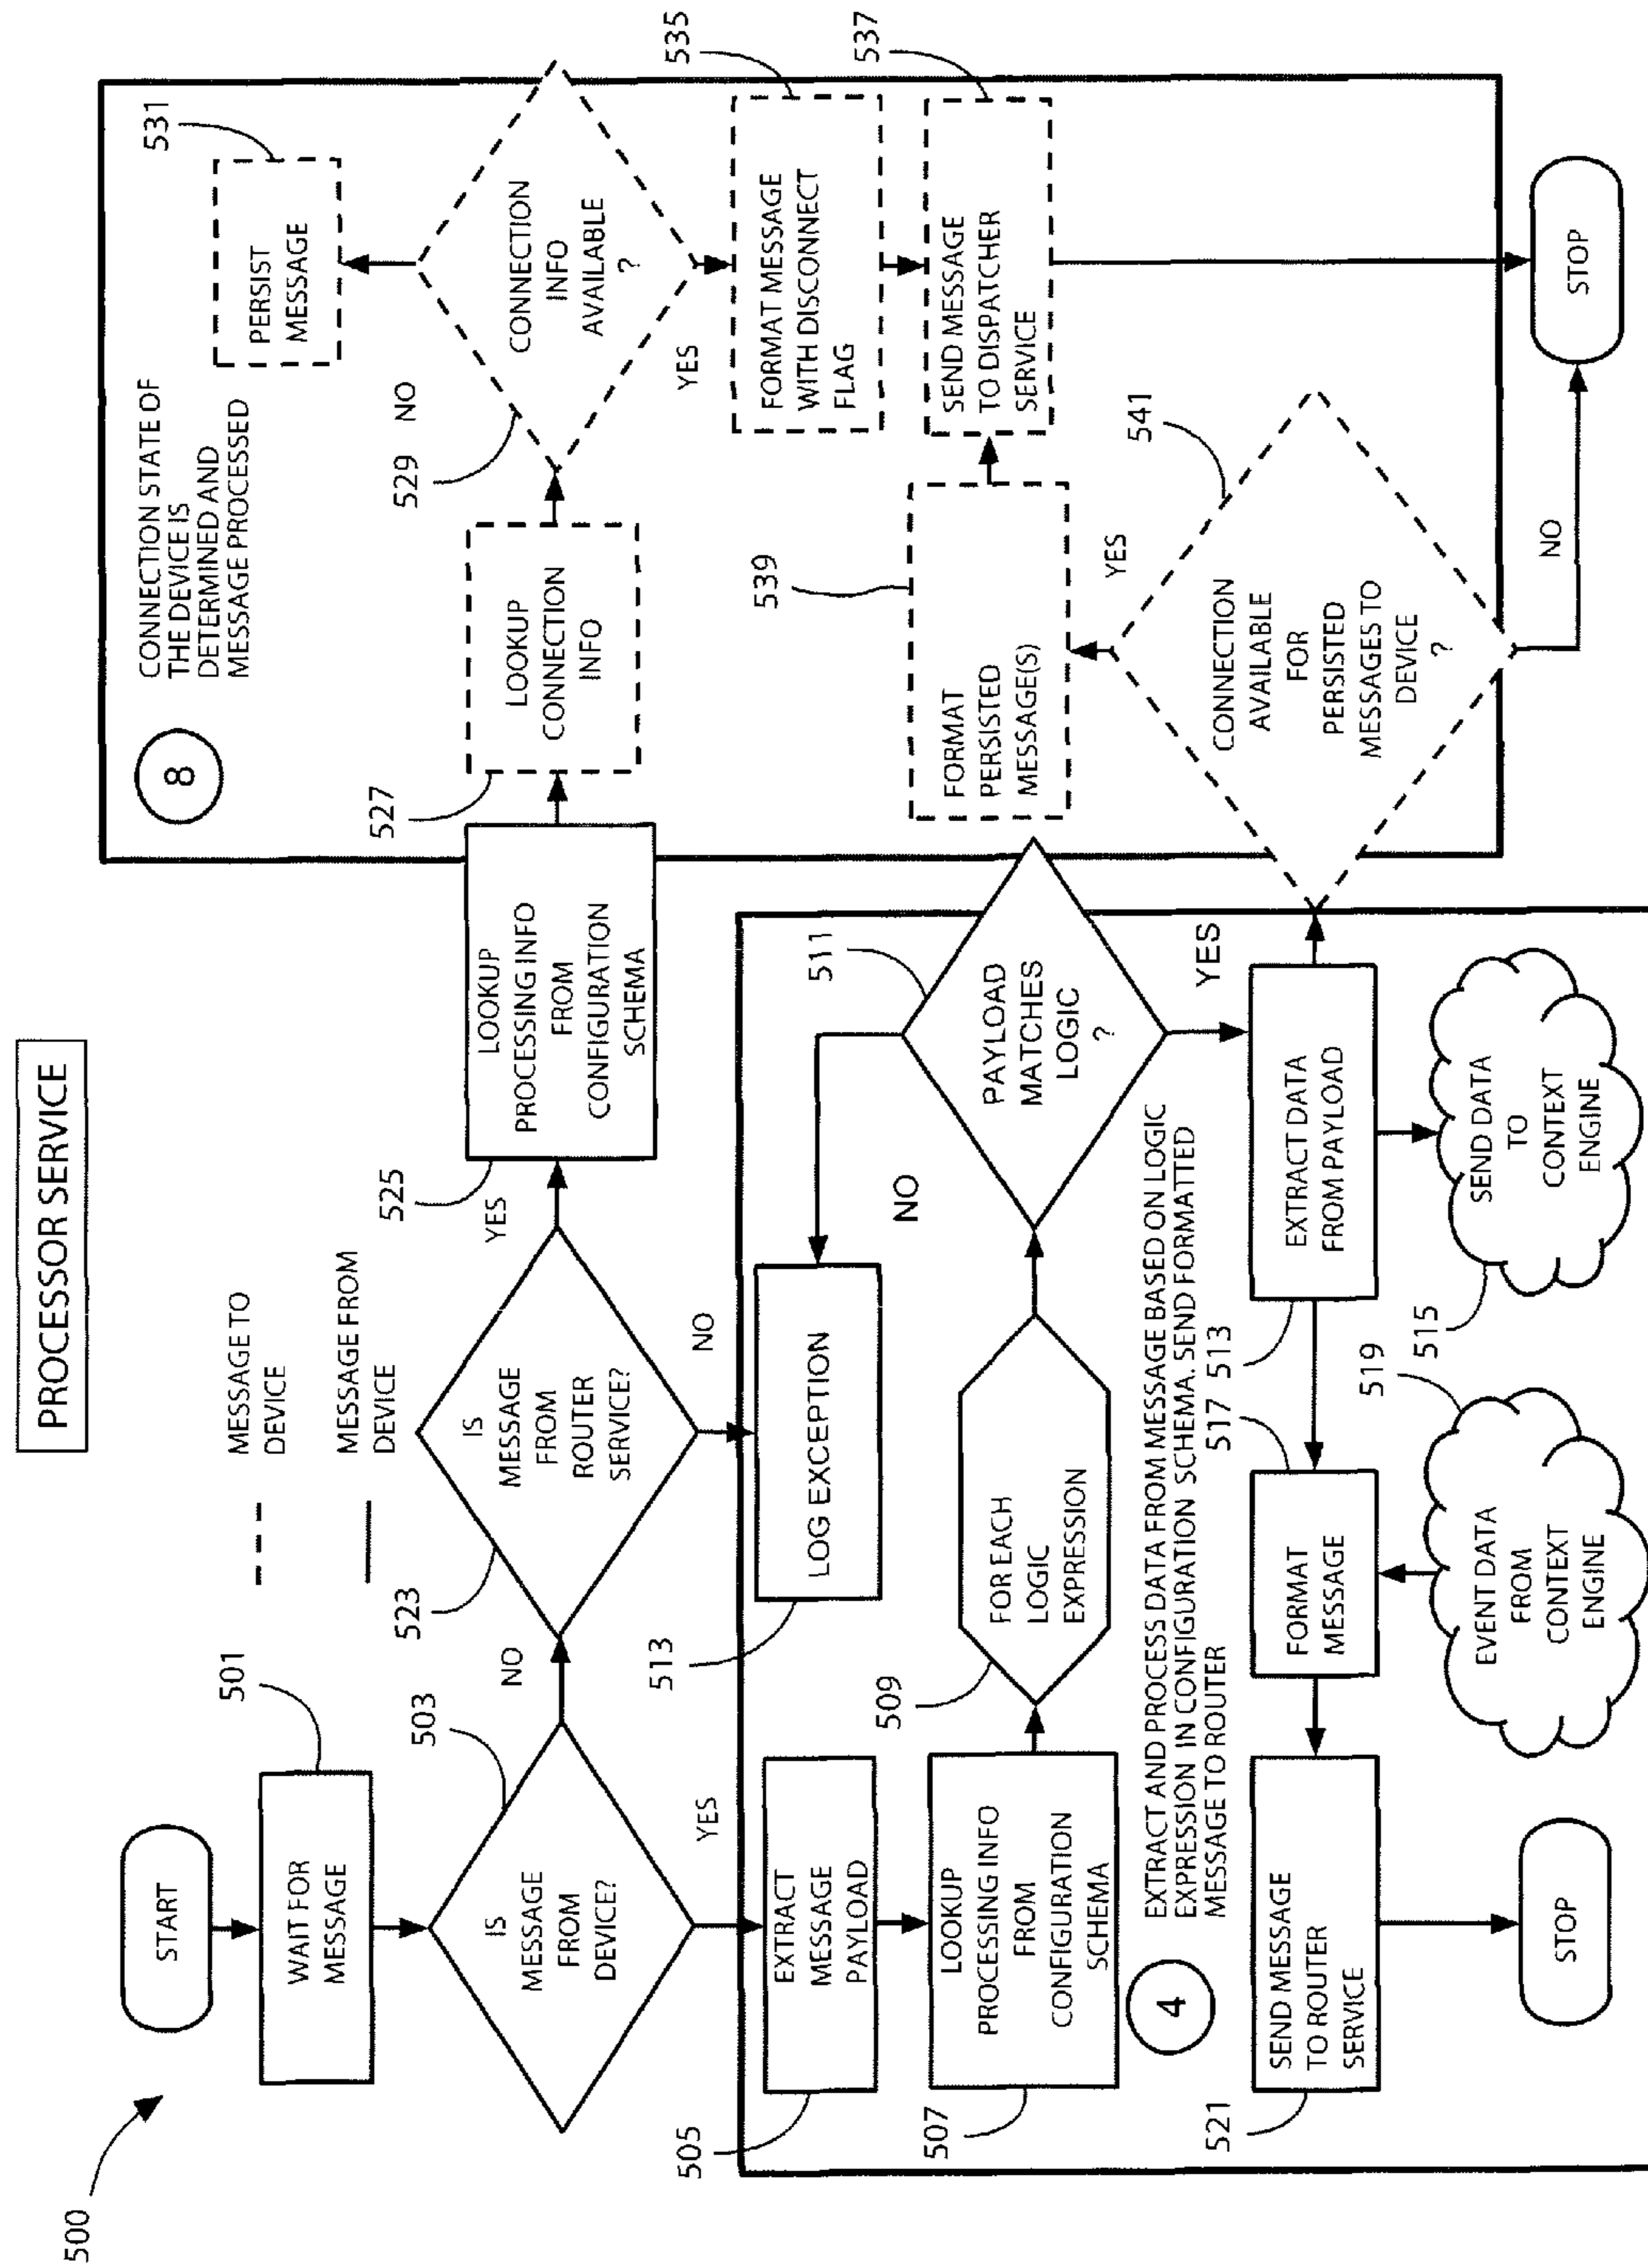 PROCESSOR SERVICE
500
START
MESSAGE TO
DEVICE
MESSAGE FROM
DEVICE
501
WAIT FOR
MESSAGE
503
IS
MESSAGE
FROM
DEVICE?
NO
YES
523
IS
MESSAGE
FROM
ROUTER
SERVICE?
YES
NO
525
LOOKUP
PROCESSING INFO
FROM
CONFIGURATION
SCHEMA
8
CONNECTION STATE OF
THE DEVICE IS
DETERMINED AND
MESSAGE PROCESSED
527
LOOKUP
CONNECTION
INFO
529
NO
CONNECTION
INFO
AVAILABLE
?
YES
531
PERSIST
MESSAGE
535
FORMAT MESSAGE
WITH DISCONNECT
FLAG
537
SEND MESSAGE
TO DISPATCHER
SERVICE
539
FORMAT
PERSISTED
MESSAGE(S)
YES
541
CONNECTION
AVAILABLE
FOR
PERSISTED
MESSAGES TO
DEVICE
?
NO
STOP
505
EXTRACT
MESSAGE
PAYLOAD
507
LOOKUP
PROCESSING INFO
FROM
CONFIGURATION
SCHEMA
509
FOR EACH
LOGIC
EXPRESSION
513
LOG EXCEPTION
NO
511
PAYLOAD
MATCHES
LOGIC
?
YES
4
EXTRACT AND PROCESS DATA FROM MESSAGE BASED ON LOGIC
EXPRESSION IN CONFIGURATION SCHEMA. SEND FORMATTED
MESSAGE TO ROUTER
521
SEND MESSAGE
TO ROUTER
SERVICE
517
FORMAT
MESSAGE
513
EXTRACT DATA
FROM PAYLOAD
519
EVENT DATA
FROM
CONTEXT
ENGINE
515
SEND DATA
TO
CONTEXT
ENGINE
STOP